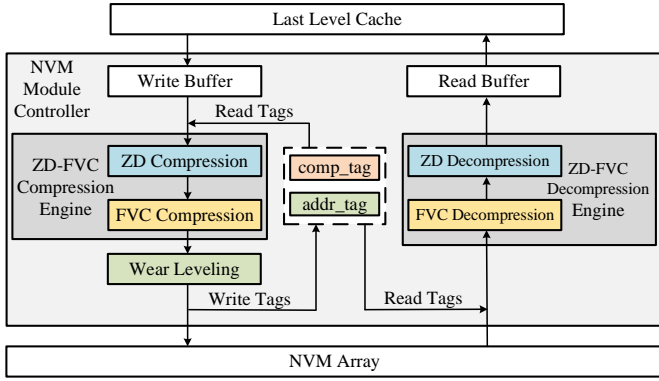 Last Level Cache
NVM
Module
Controller
Write Buffer
Read Buffer
Read Tags
ZD-FVC
Compression
Engine
ZD Compression
FVC Compression
comp_tag
addr_tag
ZD Decompression
FVC Decompression
ZD-FVC
Decompression
Engine
Wear Leveling
Write Tags
Read Tags
NVM Array